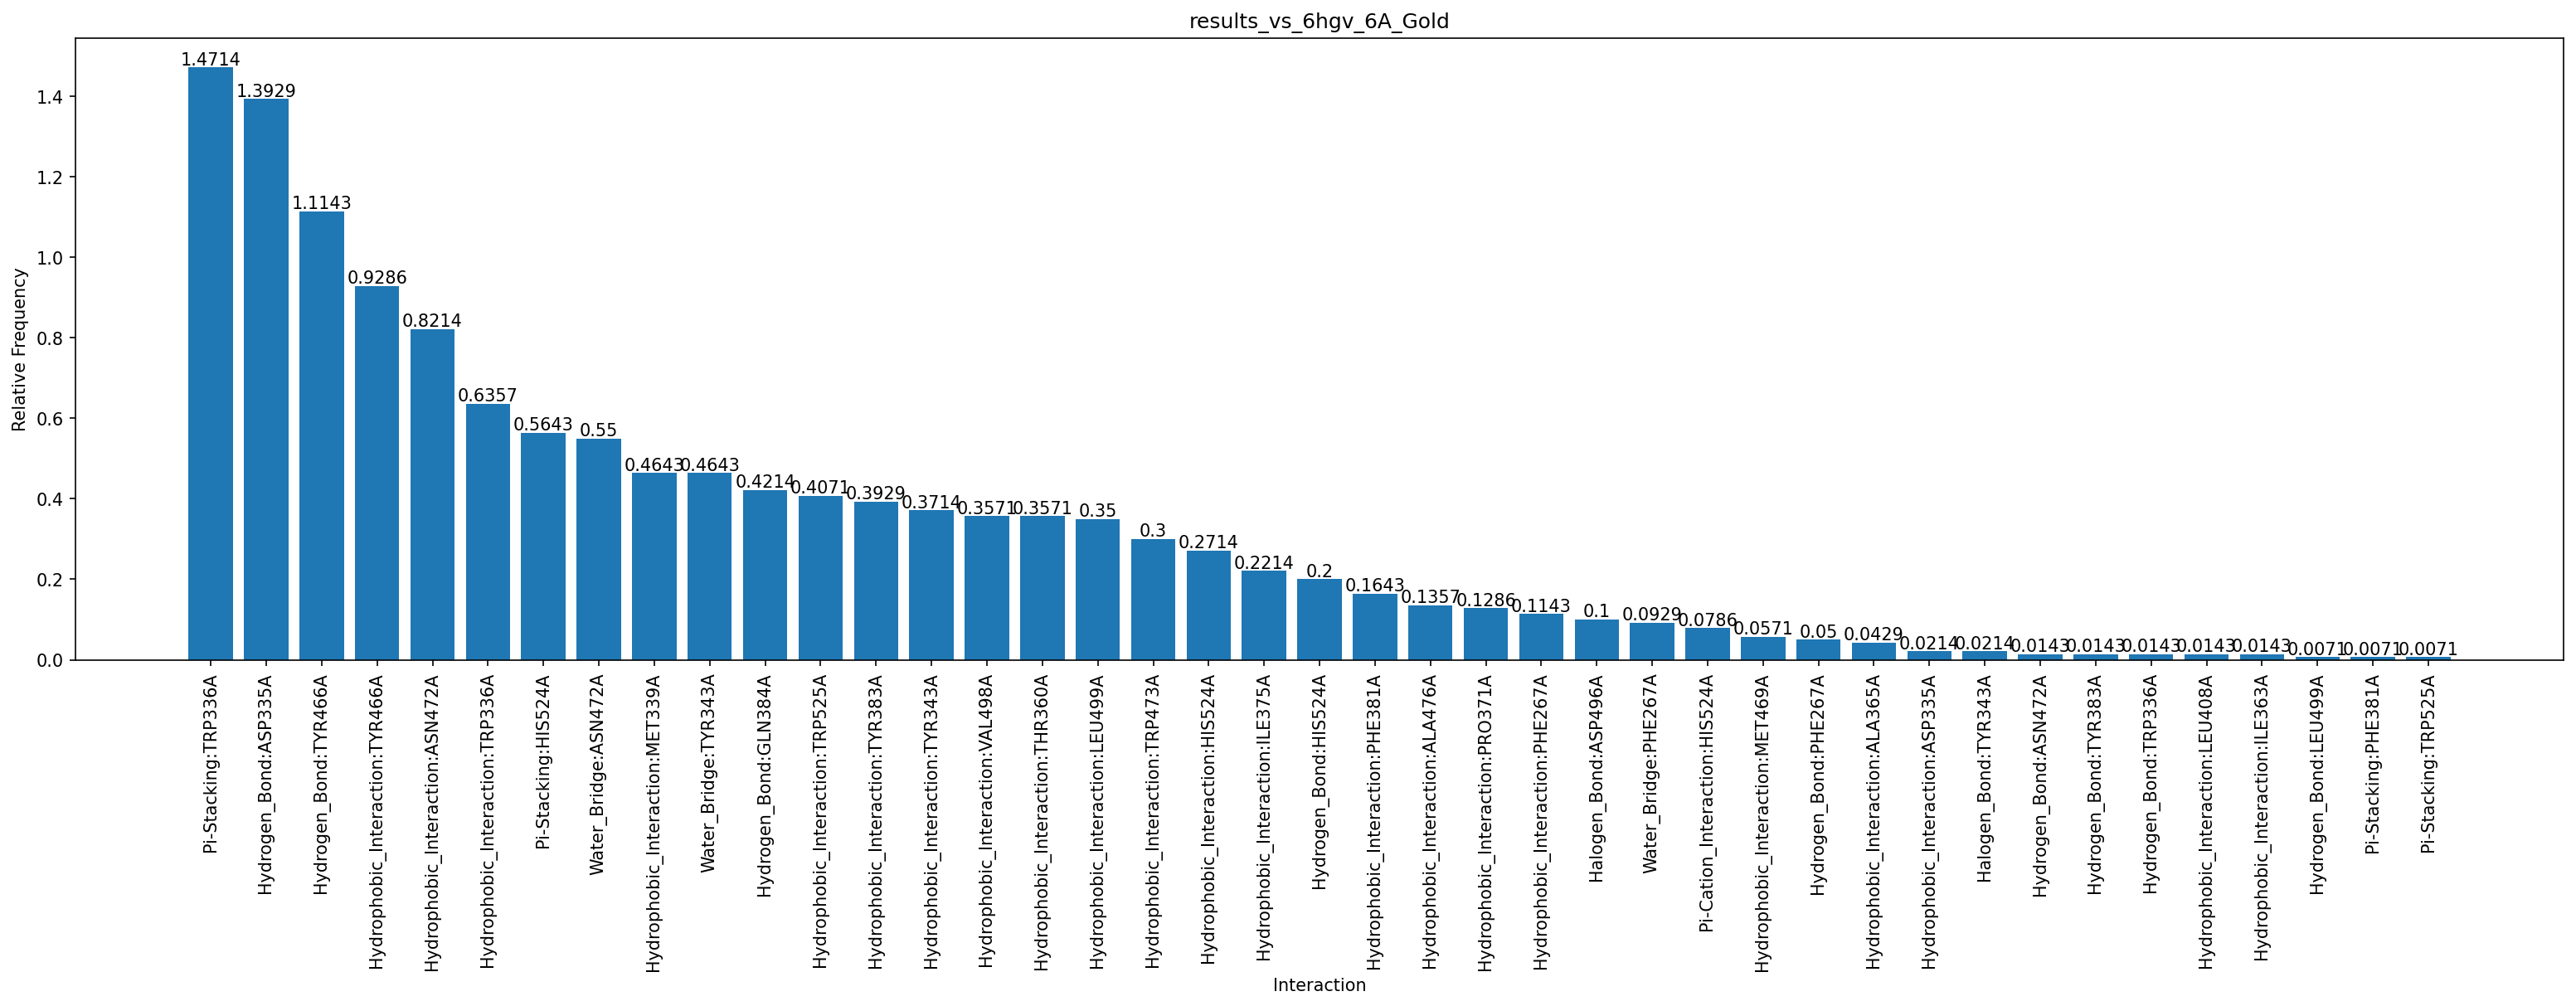 results_vs_6hgv_6A_Gold
Relative Frequency
1.4
1.2
1.0
0.8
0.6
0.4
0.2
0.0
1.4714
1.3929
1.1143
0.9286
0.8214
0.6357
0.5643
0.55
0.4643
0.4643
0.4214
0.4071
0.3929
0.3714
0.3571
0.3571
0.35
0.3
0.2714
0.2214
0.2
0.1643
0.1357
0.1286
0.1143
0.1
0.0929
0.0786
0.0571
0.05
0.0429
0.0214
0.0214
0.0143
0.0143
0.0143
0.0143
0.0143
0.0071
0.0071
0.0071
Pi-Stacking:TRP336A
Hydrogen_Bond:ASP335A
Hydrogen_Bond:TYR466A
Hydrophobic_Interaction:TYR466A
Hydrophobic_Interaction:ASN472A
Hydrophobic_Interaction:TRP336A
Pi-Stacking:HIS524A
Water_Bridge:ASN472A
Hydrophobic_Interaction:MET339A
Water_Bridge:TYR343A
Hydrogen_Bond:GLN384A
Hydrophobic_Interaction:TRP525A
Hydrophobic_Interaction:TYR383A
Hydrophobic_Interaction:TYR343A
Hydrophobic_Interaction:VAL498A
Hydrophobic_Interaction:THR360A
Hydrophobic_Interaction:LEU499A
Hydrophobic_Interaction:TRP473A
Hydrophobic_Interaction:HIS524A
Hydrophobic_Interaction:ILE375A
Hydrogen_Bond:HIS524A
Hydrophobic_Interaction:PHE381A
Hydrophobic_Interaction:ALA476A
Hydrophobic_Interaction:PRO371A
Hydrophobic_Interaction:PHE267A
Halogen_Bond:ASP496A
Water_Bridge:PHE267A
Pi-Cation_Interaction:HIS524A
Hydrophobic_Interaction:MET469A
Hydrogen_Bond:PHE267A
Hydrophobic_Interaction:ALA365A
Hydrophobic_Interaction:ASP335A
Halogen_Bond:TYR343A
Hydrogen_Bond:ASN472A
Hydrogen_Bond:TYR383A
Hydrogen_Bond:TRP336A
Hydrophobic_Interaction:LEU408A
Hydrophobic_Interaction:ILE363A
Hydrogen_Bond:LEU499A
Pi-Stacking:PHE381A
Pi-Stacking:TRP525A
Interaction